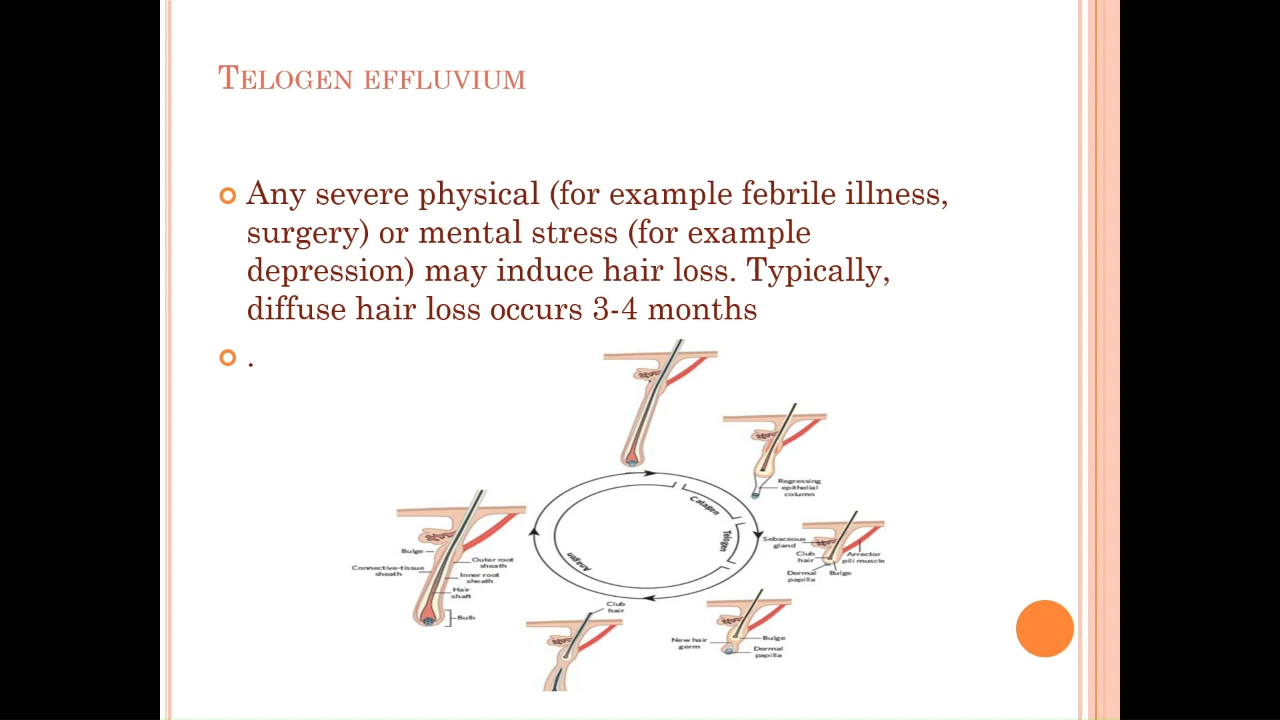 TELOGEN EFFLUVIUM
Any severe physical (for example febrile illness,
surgery) or mental stress (for example
depression) may induce hair loss. Typically,
diffuse hair loss occurs 3-4 months
.
Regressing
epithelial
column
Catagen
Telogen
Anagen
Sebaceous
gland
Club
hair
Arrector
pili muscle
Dermal
papilla
Bulge
Bulge
Outer root
sheath
Connective-tissue
sheath
Inner root
sheath
Hair
shaft
Bulb
Club
hair
New hair
germ
Bulge
Dermal
papilla